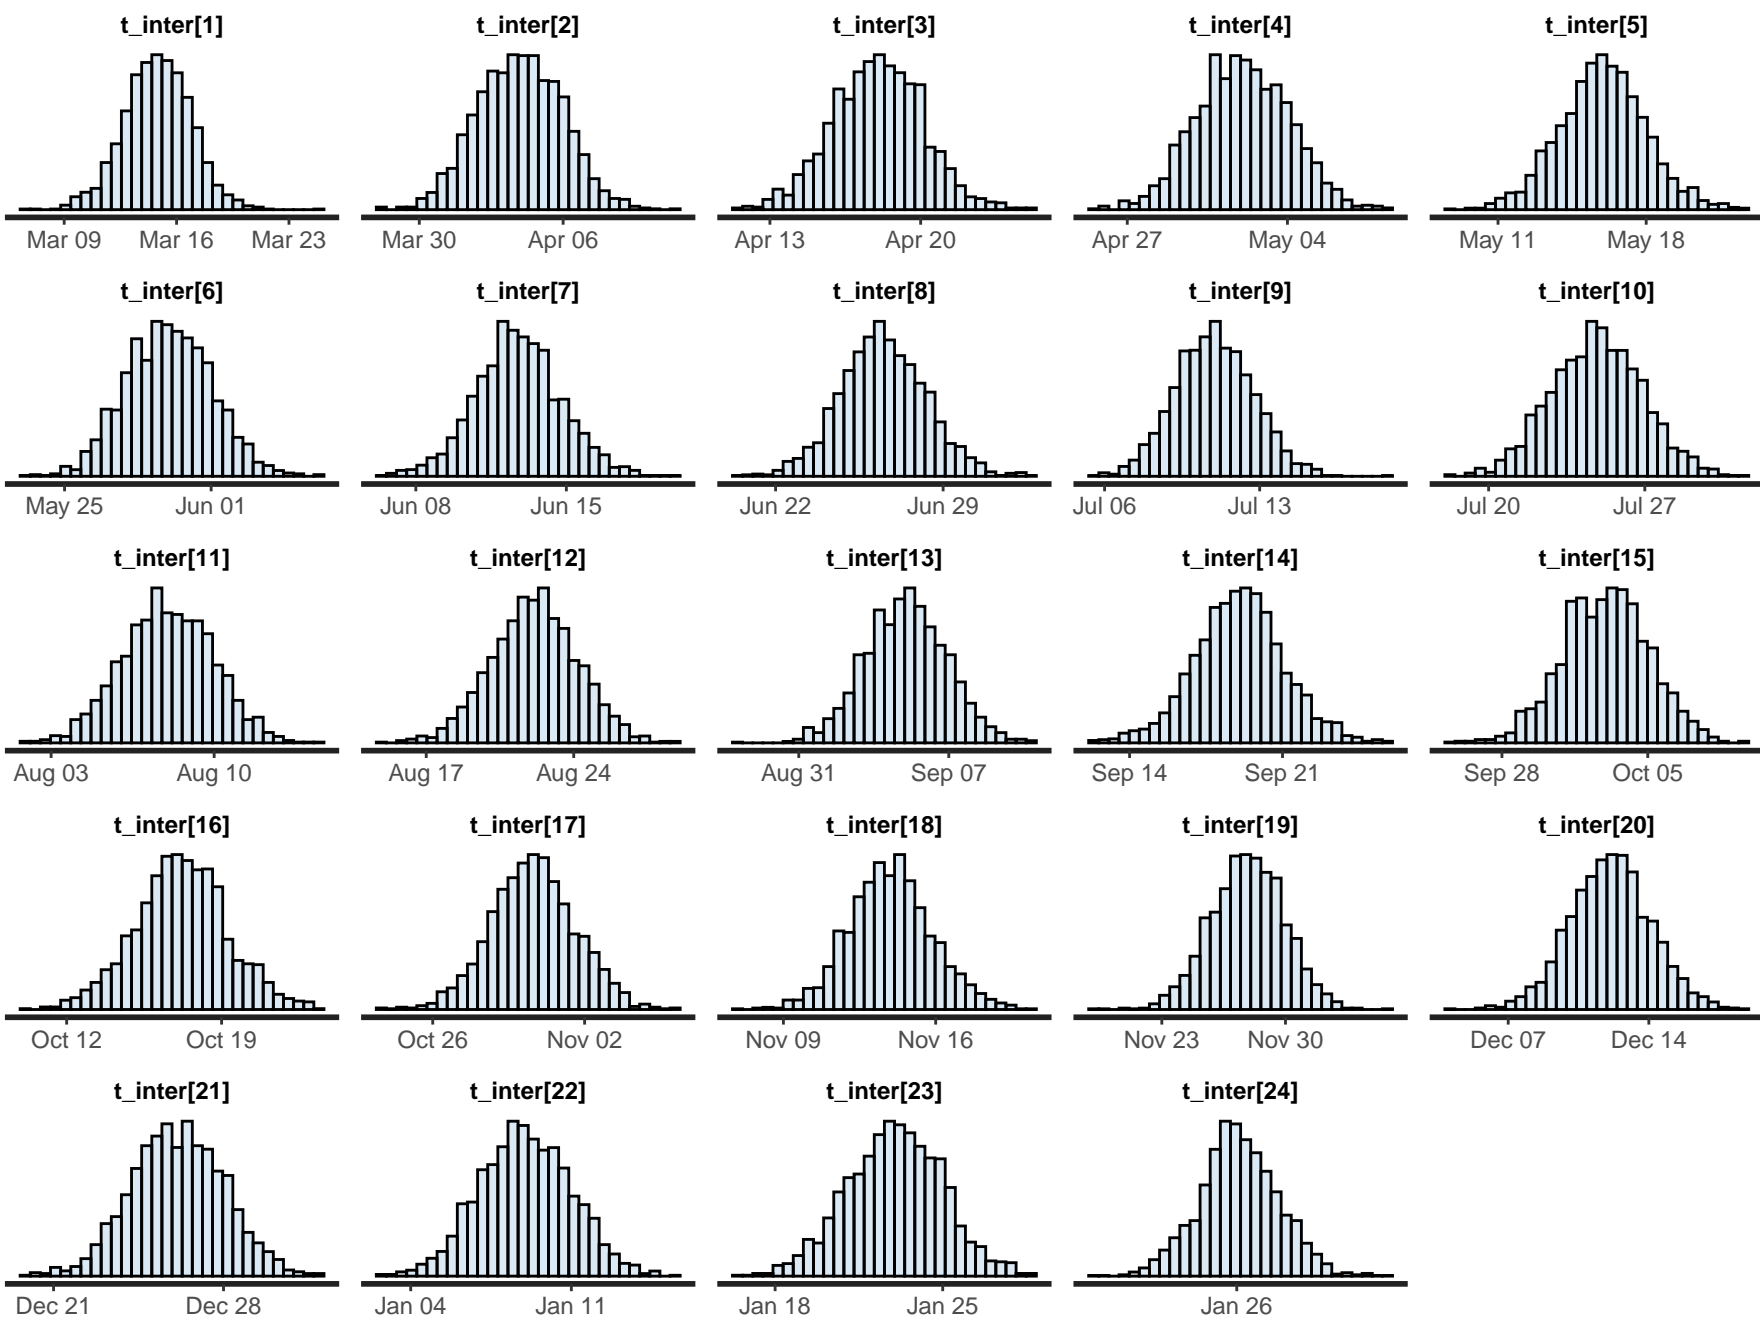 t_inter[1] t_inter[2] t_inter[3] t_inter[4] t_inter[5]
Mar 09 Mar 16 Mar 23 Mar 30 Apr 06 Apr 13 Apr 20 Apr 27 May 04 May 11 May 18
t_inter[6] t_inter[7] t_inter[8] t_inter[9] t_inter[10]
May 25 Jun 01 Jun 08 Jun 15 Jun 22 Jun 29 Jul 06 Jul 13 Jul 20 Jul 27
t_inter[11] t_inter[12] t_inter[13] t_inter[14] t_inter[15]
Aug 03 Aug 10 Aug 17 Aug 24 Aug 31 Sep 07 Sep 14 Sep 21 Sep 28 Oct 05
t_inter[16] t_inter[17] t_inter[18] t_inter[19] t_inter[20]
Oct 12 Oct 19 Oct 26 Nov 02 Nov 09 Nov 16 Nov 23 Nov 30 Dec 07 Dec 14
t_inter[21] t_inter[22] t_inter[23] t_inter[24]
Dec 21 Dec 28 Jan 04 Jan 11 Jan 18 Jan 25 Jan 26